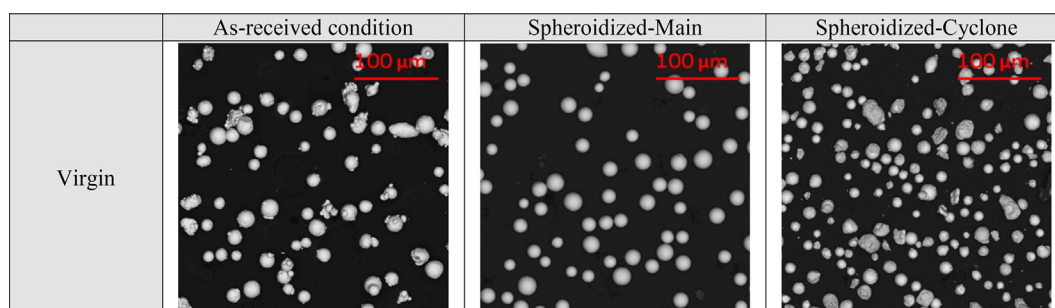 As-received condition
Spheroidized-Main
Spheroidized-Cyclone
Virgin
100 μm
100 μm
100 μm